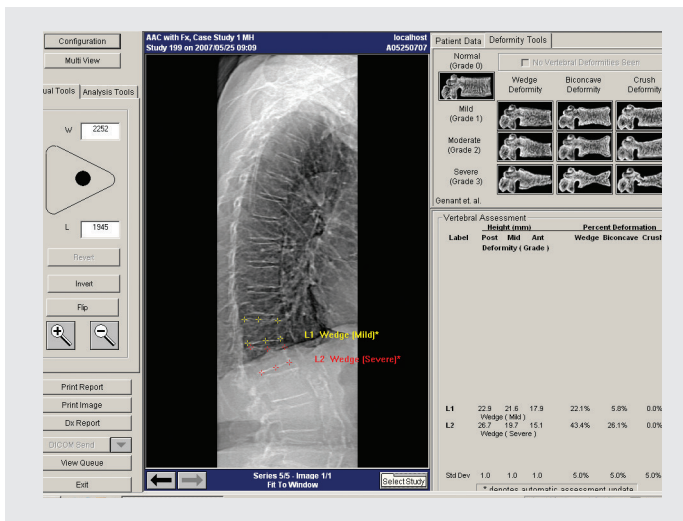 Configuration
Multi View
ual Tools Analysis Tools
W 2252
L 1945
Revert
Invert
Flip
Print Report
Print Image
Dx Report
DICOM Send
View Queue
Exit
AAC with Fx, Case Study 1 MH localhost
Study 199 on 2007/05/25 09:09 A05250707
L1 Wedge (Mild)*
L2 Wedge (Severe)*
Series 5/5 - Image 1/1
Fit To Window
Select Study
Patient Data Deformity Tools
Normal
(Grade 0)
No Vertebral Deformities Seen
Wedge Biconcave Crush
Deformity Deformity Deformity
Mild
(Grade 1)
Moderate
(Grade 2)
Severe
(Grade 3)
Genant et. al.
Vertebral Assessment
Height (mm) Percent Deformation
Label Post Mid Ant Wedge Biconcave Crush
Deformity ( Grade )
L1 22.9 21.6 17.9 22.1% 5.8% 0.0%
Wedge ( Mild )
L2 26.7 19.7 15.1 43.4% 26.1% 0.0%
Wedge ( Severe )
Std Dev 1.0 1.0 1.0 5.0% 5.0% 5.0%
* denotes automatic assessment update